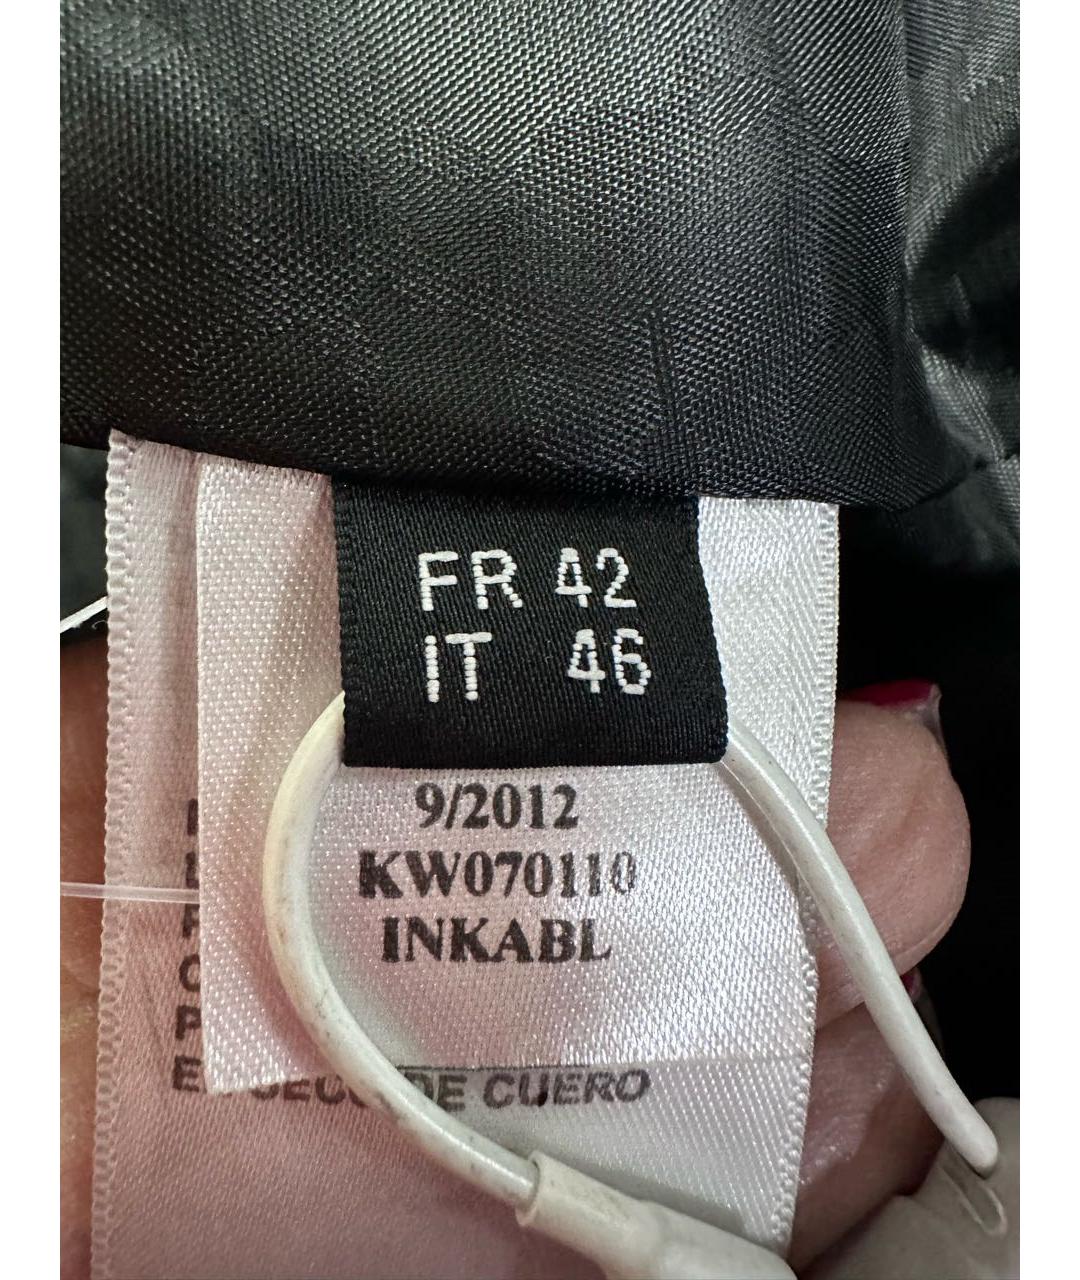 FR 42
IT 46
9/2012
KW070110
INKABL
DE CUERO